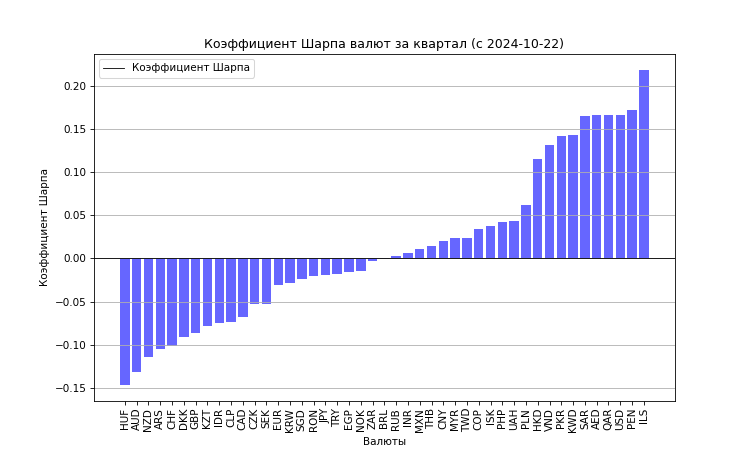 Коэффициент Шарпа валют за квартал (с 2024-10-22)
Коэффициент Шарпа
0.20
0.15
0.10
0.05
0.00
−0.05
−0.10
−0.15
Коэффициент Шарпа
HUF AUD NZD ARS CHF DKK GBP KZT IDR CLP CAD CZK SEK EUR KRW SGD RON JPY TRY EGP NOK ZAR BRL RUB INR MXN THB CNY MYR TWD COP ISK PHP UAH PLN HKD VND PKR KWD SAR AED QAR USD PEN ILS
Валюты